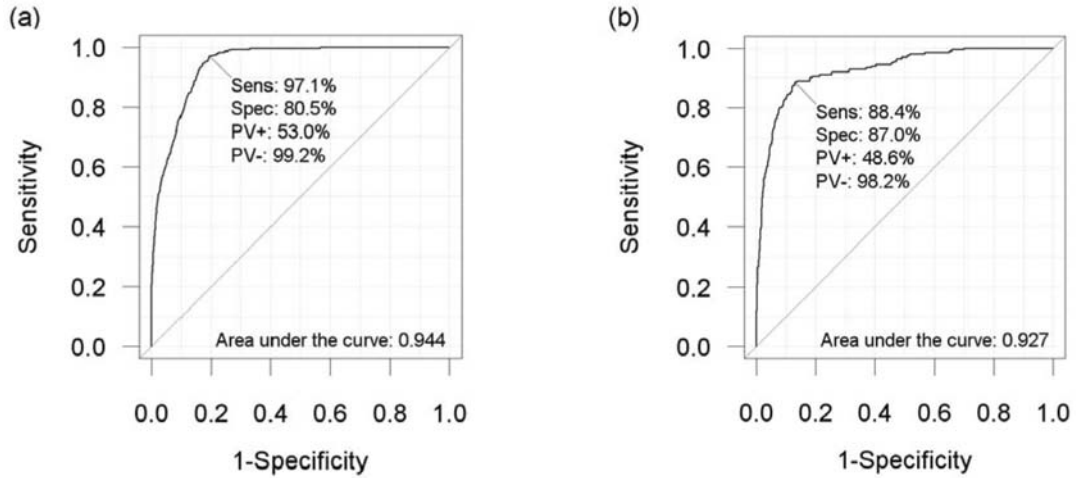 (a)
1.0
0.8
0.6
0.4
0.2
0.0
Sensitivity
Sens: 97.1%
Spec: 80.5%
PV+: 53.0%
PV-: 99.2%
Area under the curve: 0.944
0.0 0.2 0.4 0.6 0.8 1.0
1-Specificity
(b)
1.0
0.8
0.6
0.4
0.2
0.0
Sensitivity
Sens: 88.4%
Spec: 87.0%
PV+: 48.6%
PV-: 98.2%
Area under the curve: 0.927
0.0 0.2 0.4 0.6 0.8 1.0
1-Specificity